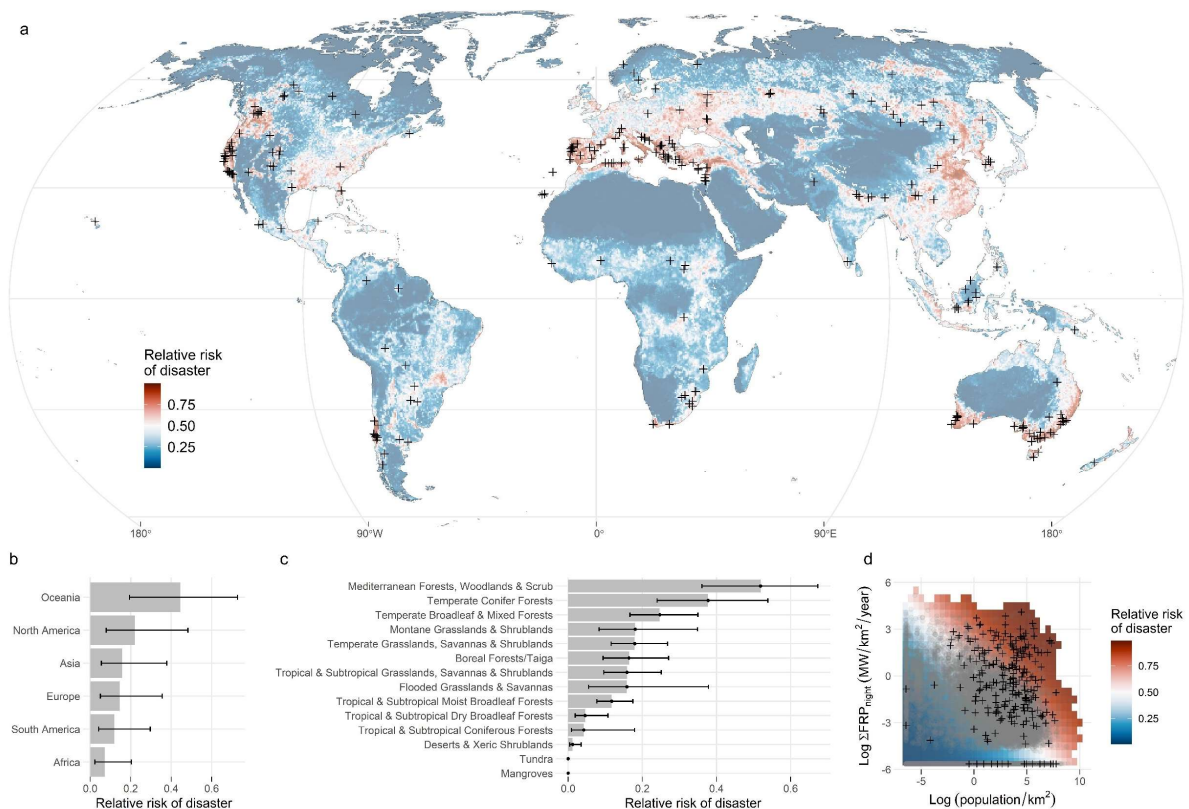 a
Relative risk
of disaster
0.75
0.50
0.25
180°
90°W
0°
90°E
180°
b
Oceania
North America
Asia
Europe
South America
Africa
0.0
0.2
0.4
0.6
Relative risk of disaster
c
Mediterranean Forests, Woodlands & Scrub
Temperate Conifer Forests
Temperate Broadleaf & Mixed Forests
Montane Grasslands & Shrublands
Temperate Grasslands, Savannas & Shrublands
Boreal Forests/Taiga
Tropical & Subtropical Grasslands, Savannas & Shrublands
Flooded Grasslands & Savannas
Tropical & Subtropical Moist Broadleaf Forests
Tropical & Subtropical Dry Broadleaf Forests
Tropical & Subtropical Coniferous Forests
Deserts & Xeric Shrublands
Tundra
Mangroves
0.0
0.2
0.4
0.6
Relative risk of disaster
d
Log ΣFRPnight (MW/km²/year)
6
3
0
-3
-6
-5
0
5
10
Log (population/km²)
Relative risk
of disaster
0.75
0.50
0.25